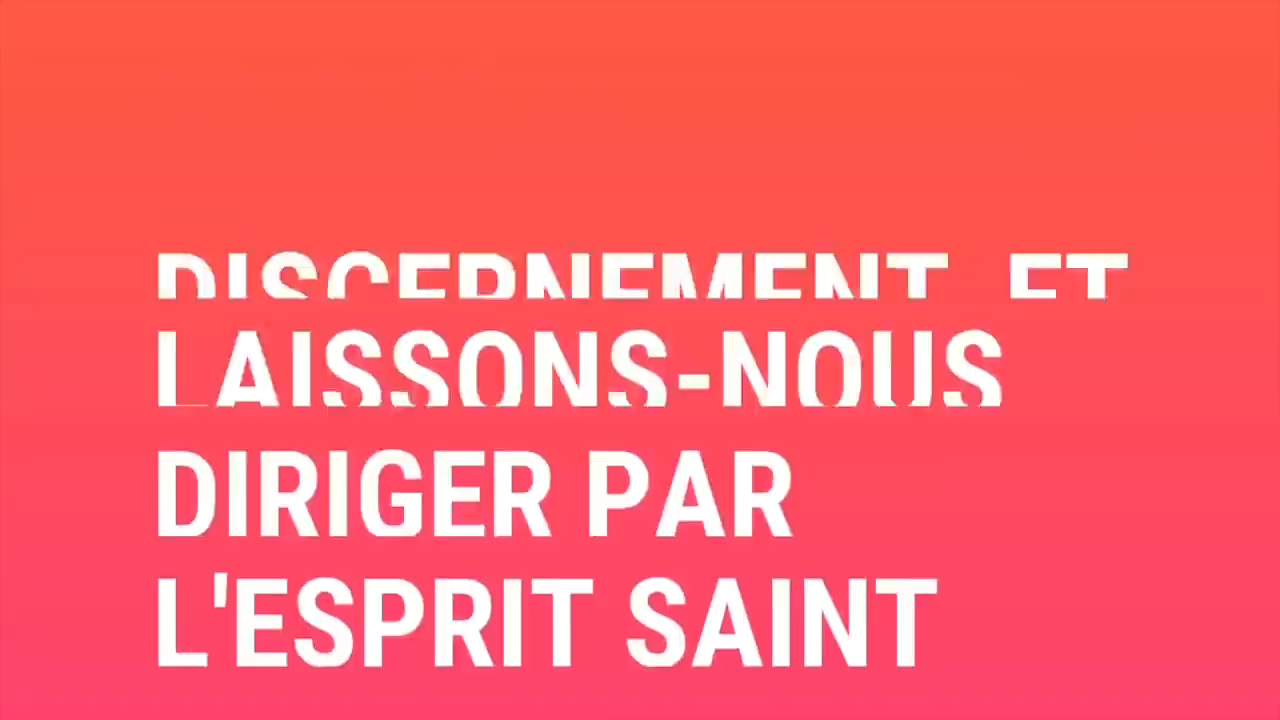 DISCERNEMENT ET
LAISSONS-NOUS
DIRIGER PAR
L'ESPRIT SAINT